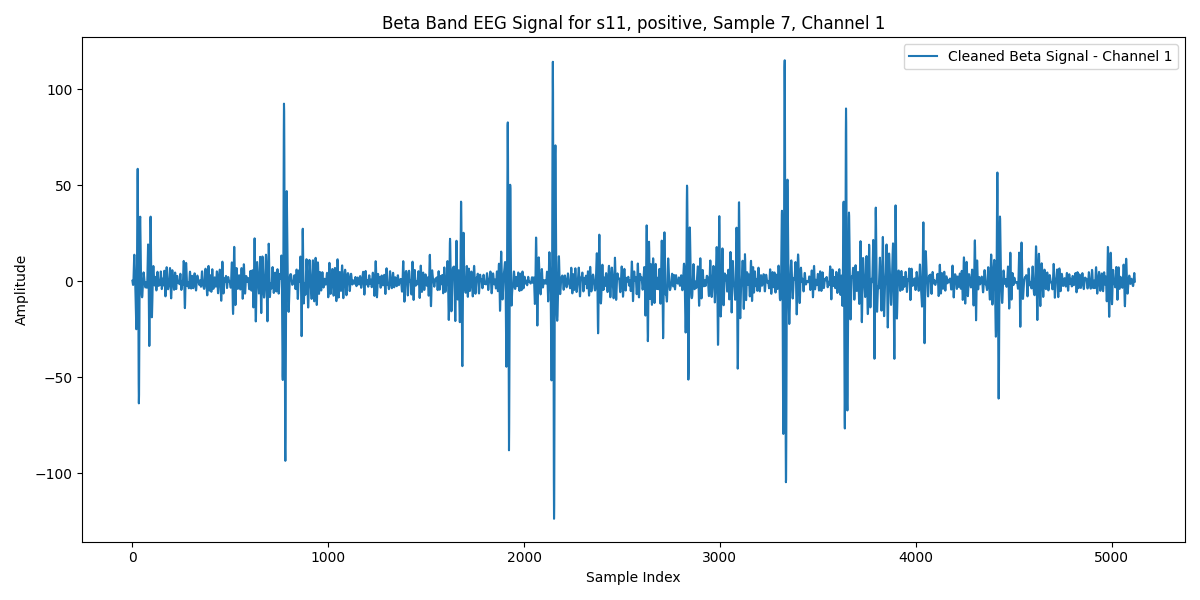 Beta Band EEG Signal for s11, positive, Sample 7, Channel 1
Cleaned Beta Signal - Channel 1
100
50
0
−50
−100
Amplitude
0 1000 2000 3000 4000 5000
Sample Index